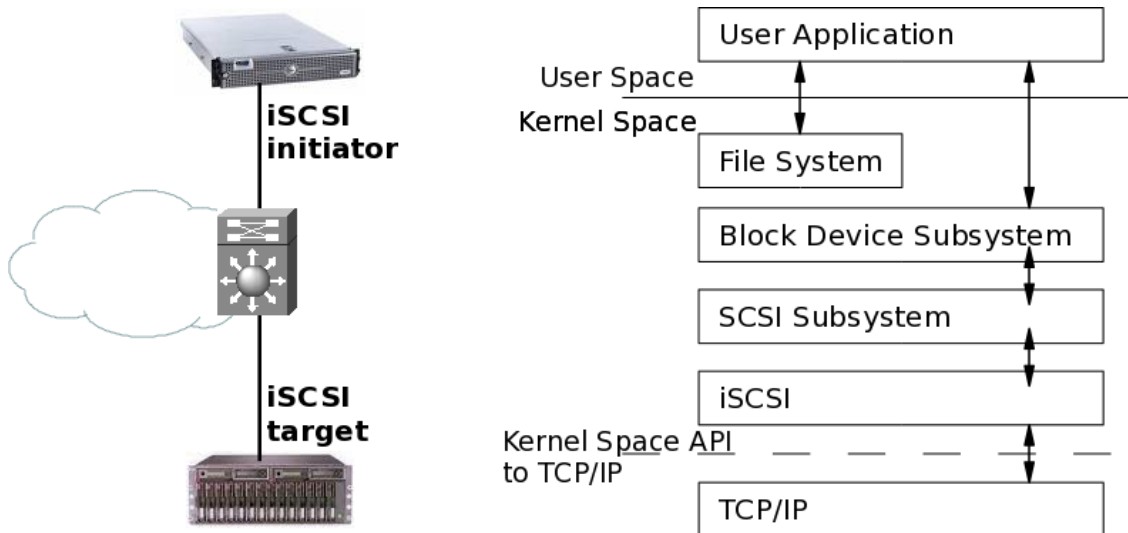 iSCSI
initiator
iSCSI
target
User Application
User Space
Kernel Space
File System
Block Device Subsystem
SCSI Subsystem
iSCSI
Kernel Space API
to TCP/IP
TCP/IP